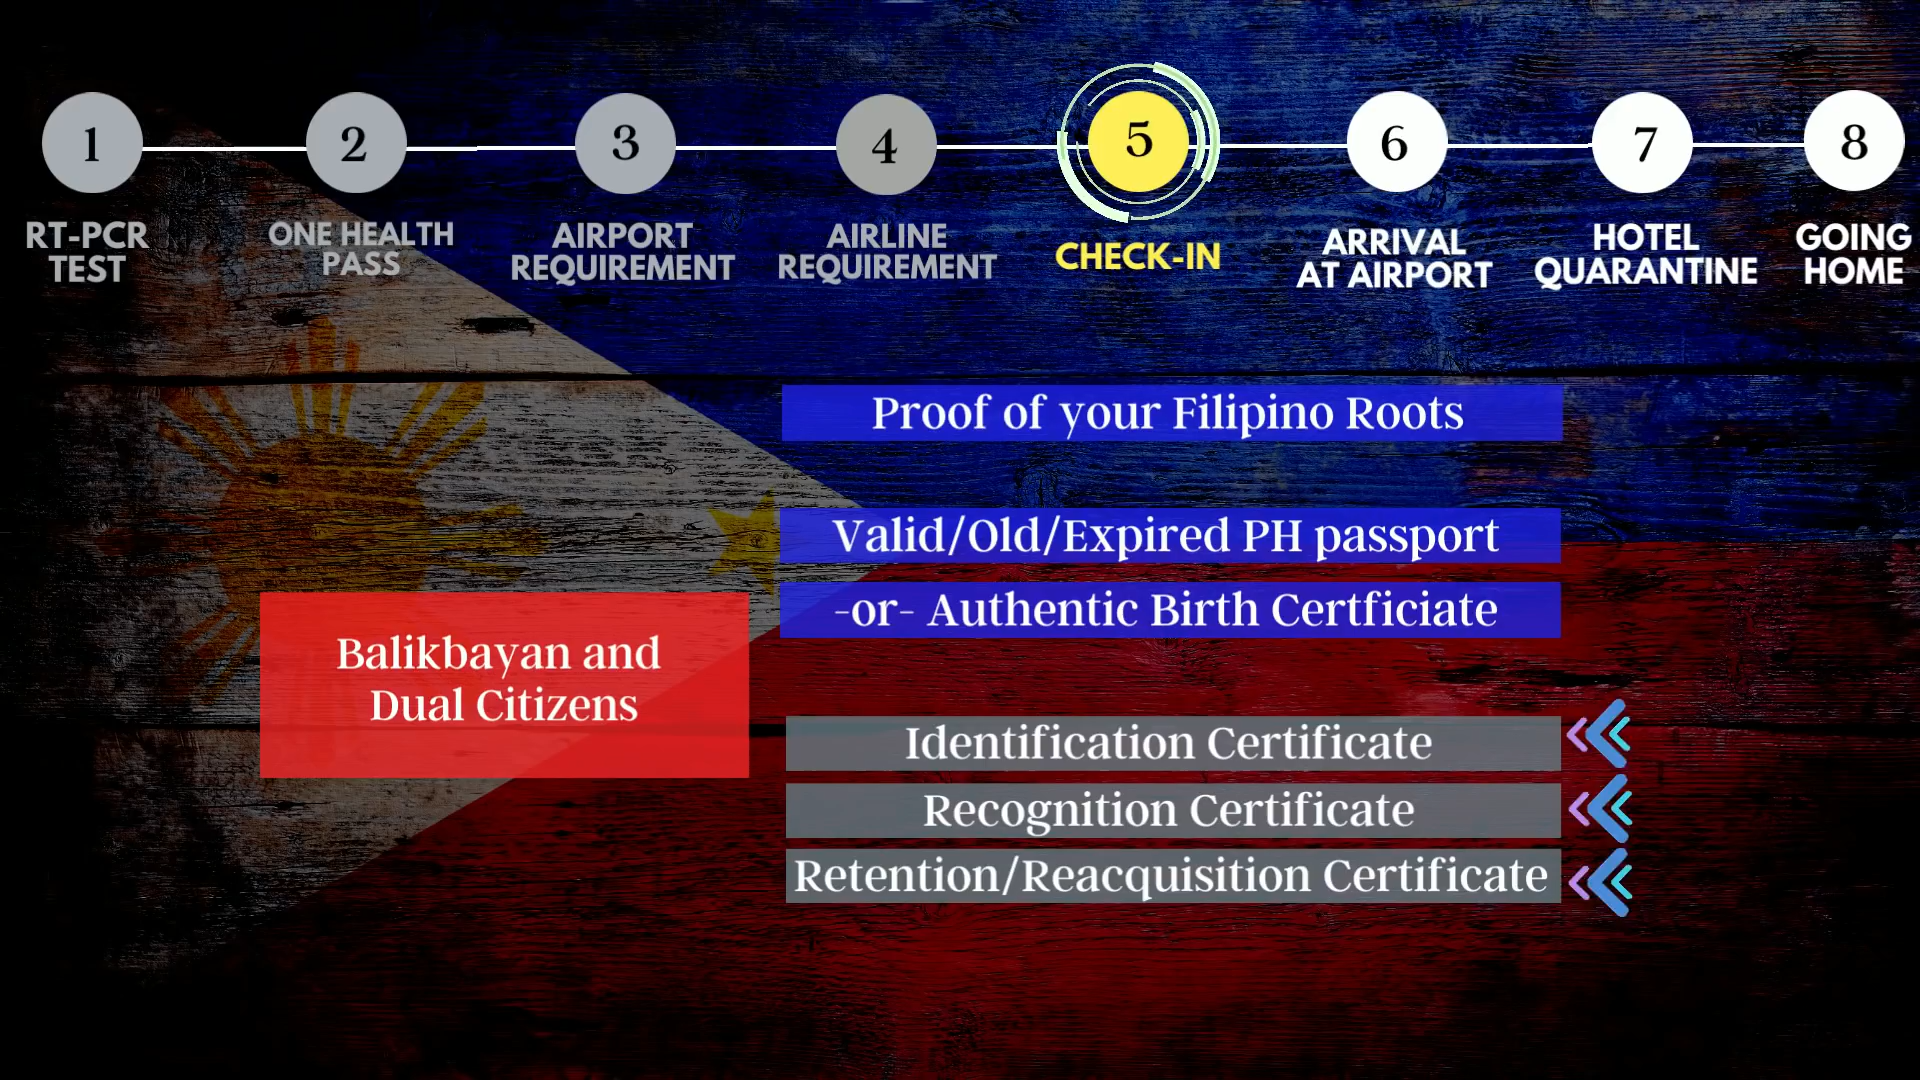 1
2
3
4
5
6
7
8
RT-PCR
TEST
ONE HEALTH
PASS
AIRPORT
REQUIREMENT
AIRLINE
REQUIREMENT
CHECK-IN
ARRIVAL
AT AIRPORT
HOTEL
QUARANTINE
GOING
HOME
Proof of your Filipino Roots
Valid/Old/Expired PH passport
-or- Authentic Birth Certficiate
Balikbayan and
Dual Citizens
Identification Certificate
Recognition Certificate
Retention/Reacquisition Certificate